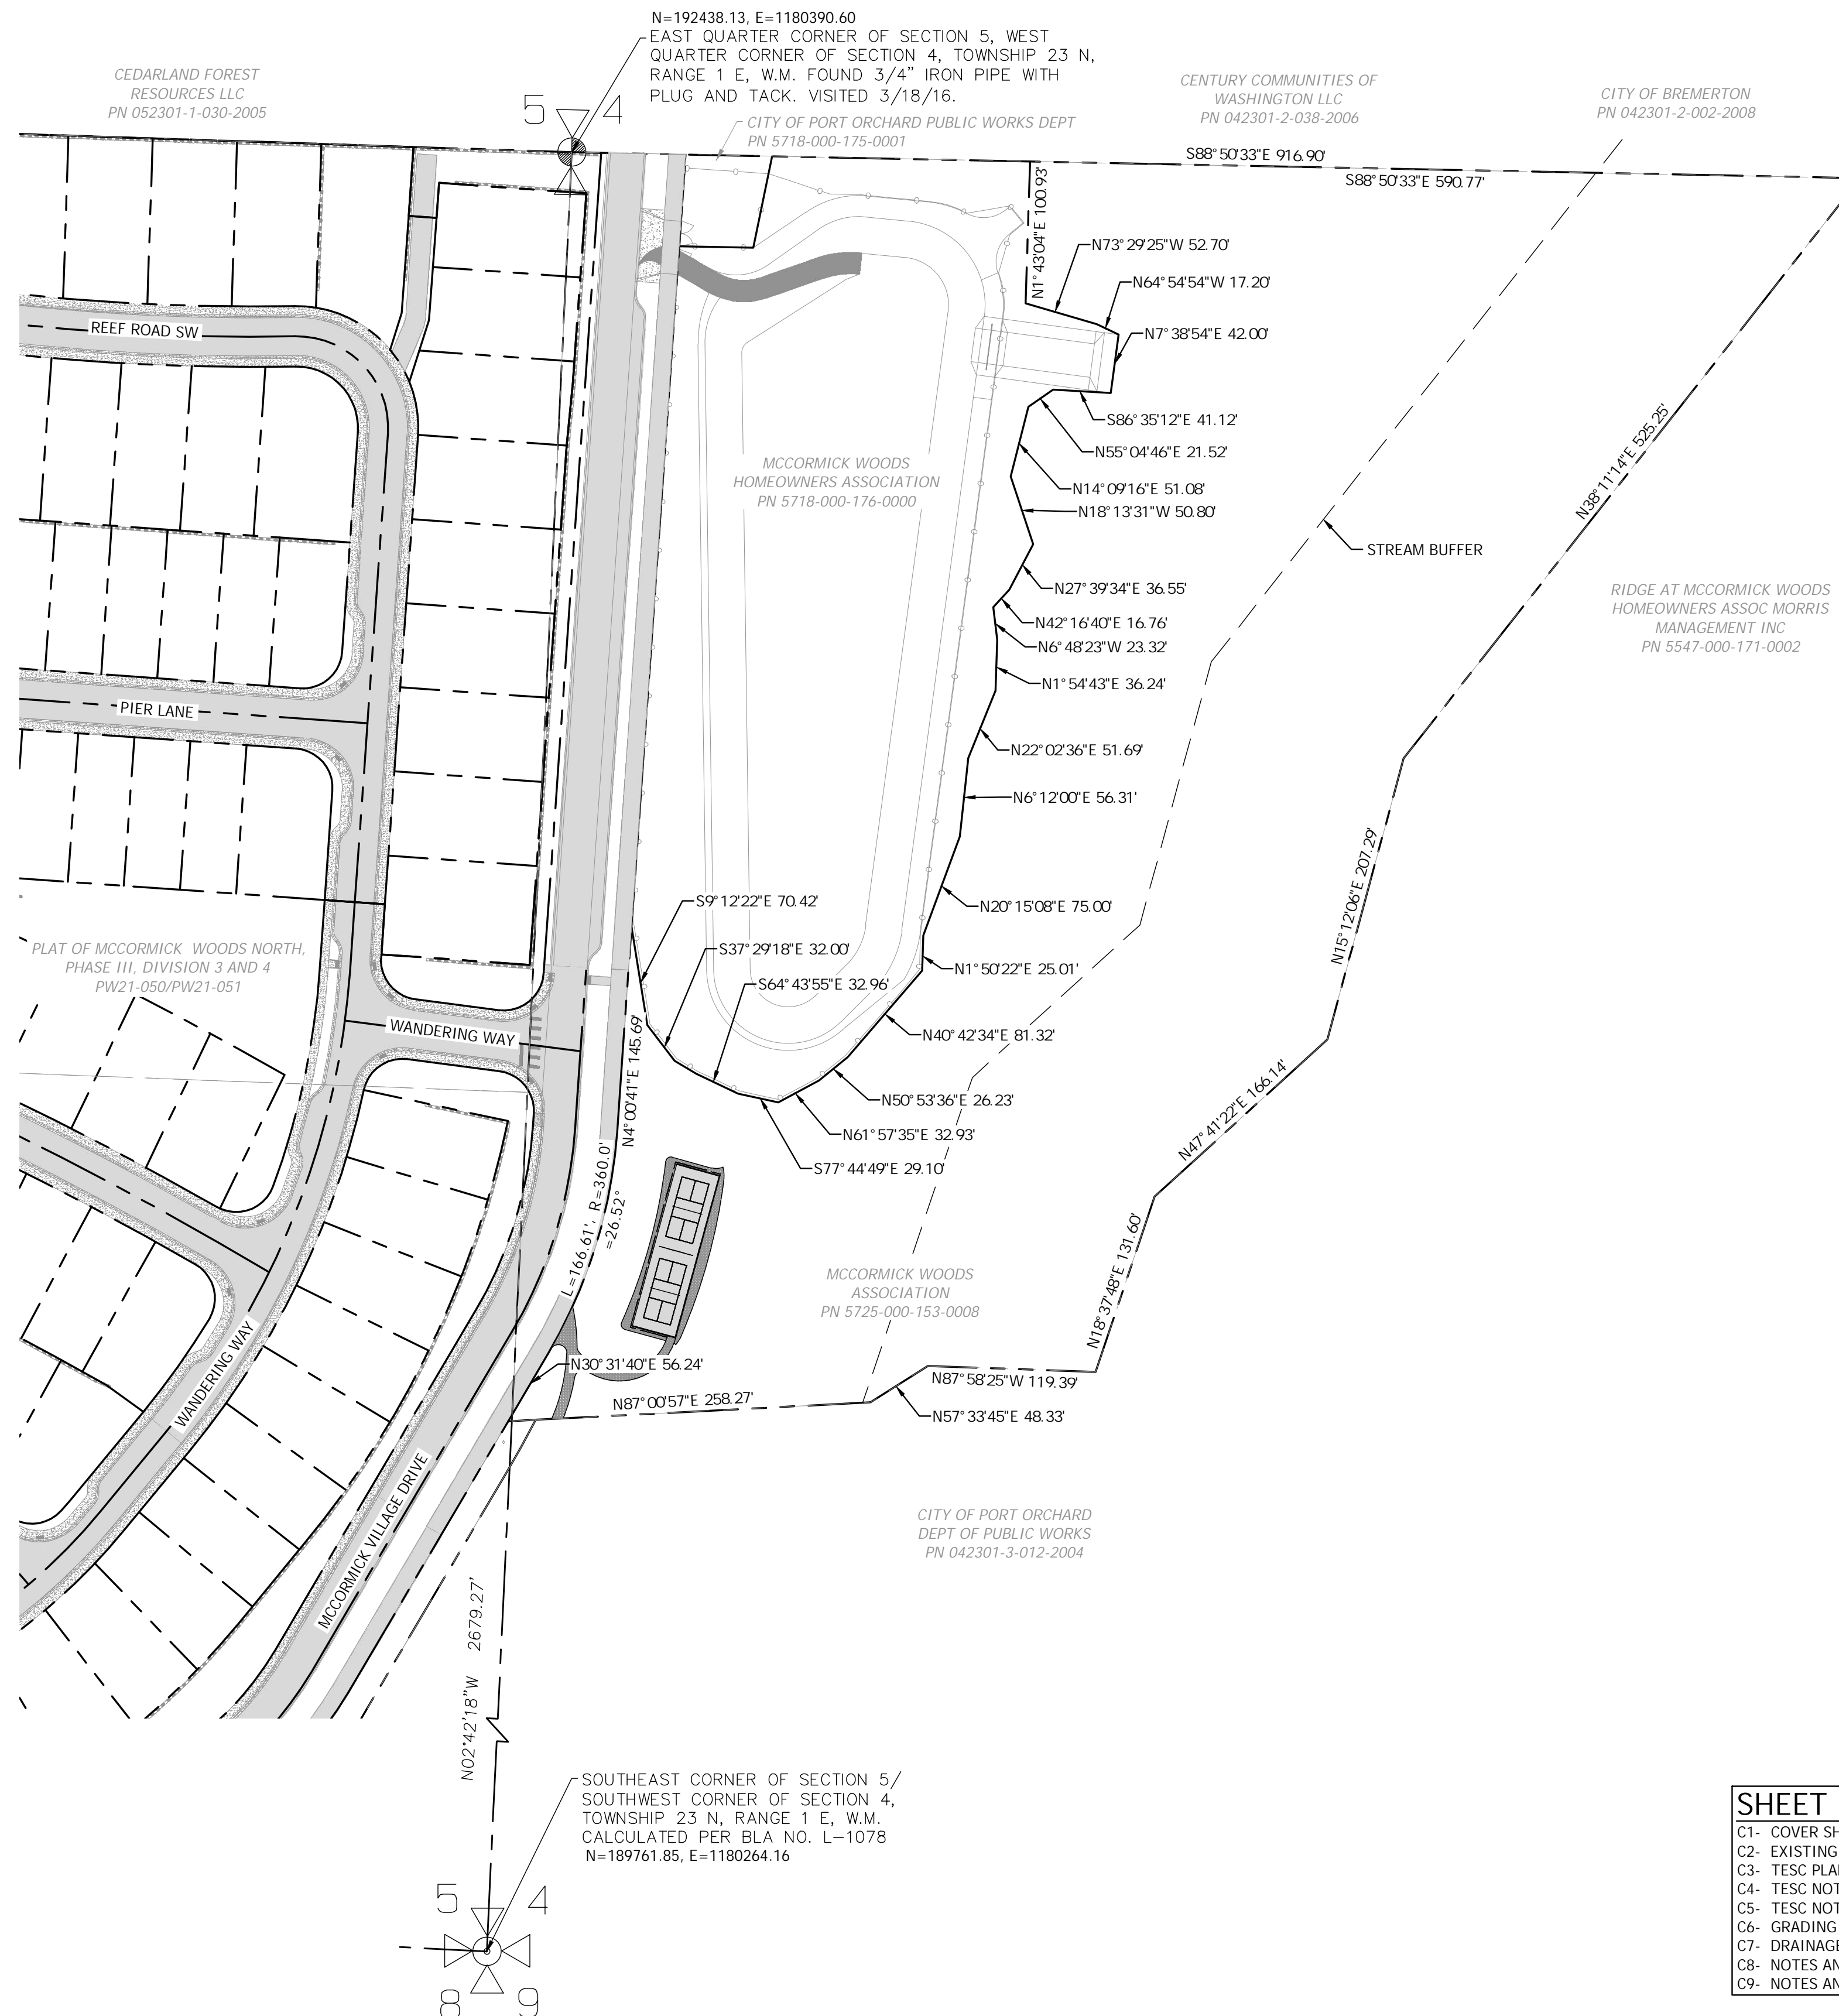 N=192438.13, E=1180390.60
EAST QUARTER CORNER OF SECTION 5, WEST
QUARTER CORNER OF SECTION 4, TOWNSHIP 23 N,
RANGE 1 E, W.M. FOUND 3/4" IRON PIPE WITH
PLUG AND TACK. VISITED 3/18/16.
CEDARLAND FOREST
RESOURCES LLC
PN 052301-1-030-2005
5 4
CITY OF PORT ORCHARD PUBLIC WORKS DEPT
PN 5718-000-175-0001
CENTURY COMMUNITIES OF
WASHINGTON LLC
PN 042301-2-038-2006
CITY OF BREMERTON
PN 042301-2-002-2008
S88°50'33"E 916.90'
S88°50'33"E 590.77'
N1°43'04"E 100.93'
N73°29'25"W 52.70'
N64°54'54"W 17.20'
N7°38'54"E 42.00'
S86°35'12"E 41.12'
N55°04'46"E 21.52'
N14°09'16"E 51.08'
N18°13'31"W 50.80'
N27°39'34"E 36.55'
N42°16'40"E 16.76'
N6°48'23"W 23.32'
N1°54'43"E 36.24'
N22°02'36"E 51.69'
N6°12'00"E 56.31'
N20°15'08"E 75.00'
N1°50'22"E 25.01'
N40°42'34"E 81.32'
N50°53'36"E 26.23'
N61°57'35"E 32.93'
S77°44'49"E 29.10'
REEF ROAD SW
MCCORMICK WOODS
HOMEOWNERS ASSOCIATION
PN 5718-000-176-0000
STREAM BUFFER
N38°11'14"E 525.25'
RIDGE AT MCCORMICK WOODS
HOMEOWNERS ASSOC MORRIS
MANAGEMENT INC
PN 5547-000-171-0002
PIER LANE
N15°12'06"E 207.29'
S9°12'22"E 70.42'
S37°29'18"E 32.00'
S64°43'55"E 32.96'
PLAT OF MCCORMICK WOODS NORTH,
PHASE III, DIVISION 3 AND 4
PW21-050/PW21-051
WANDERING WAY
N4°00'41"E 145.69'
N47°41'22"E 166.14'
L=166.61', R=360.0'
=26.52°
N18°37'48"E 131.60'
MCCORMICK WOODS
ASSOCIATION
PN 5725-000-153-0008
WANDERING WAY
N30°31'40"E 56.24'
N87°00'57"E 258.27'
N87°58'25"W 119.39'
N57°33'45"E 48.33'
MCCORMICK VILLAGE DRIVE
CITY OF PORT ORCHARD
DEPT OF PUBLIC WORKS
PN 042301-3-012-2004
N02°42'18"W 2679.27'
SOUTHEAST CORNER OF SECTION 5/
SOUTHWEST CORNER OF SECTION 4,
TOWNSHIP 23 N, RANGE 1 E, W.M.
CALCULATED PER BLA NO. L-1078
N=189761.85, E=1180264.16
5 4
8 9
SHEET
C1- COVER SH
C2- EXISTING
C3- TESC PLA
C4- TESC NOT
C5- TESC NOT
C6- GRADING
C7- DRAINAGE
C8- NOTES AN
C9- NOTES AN